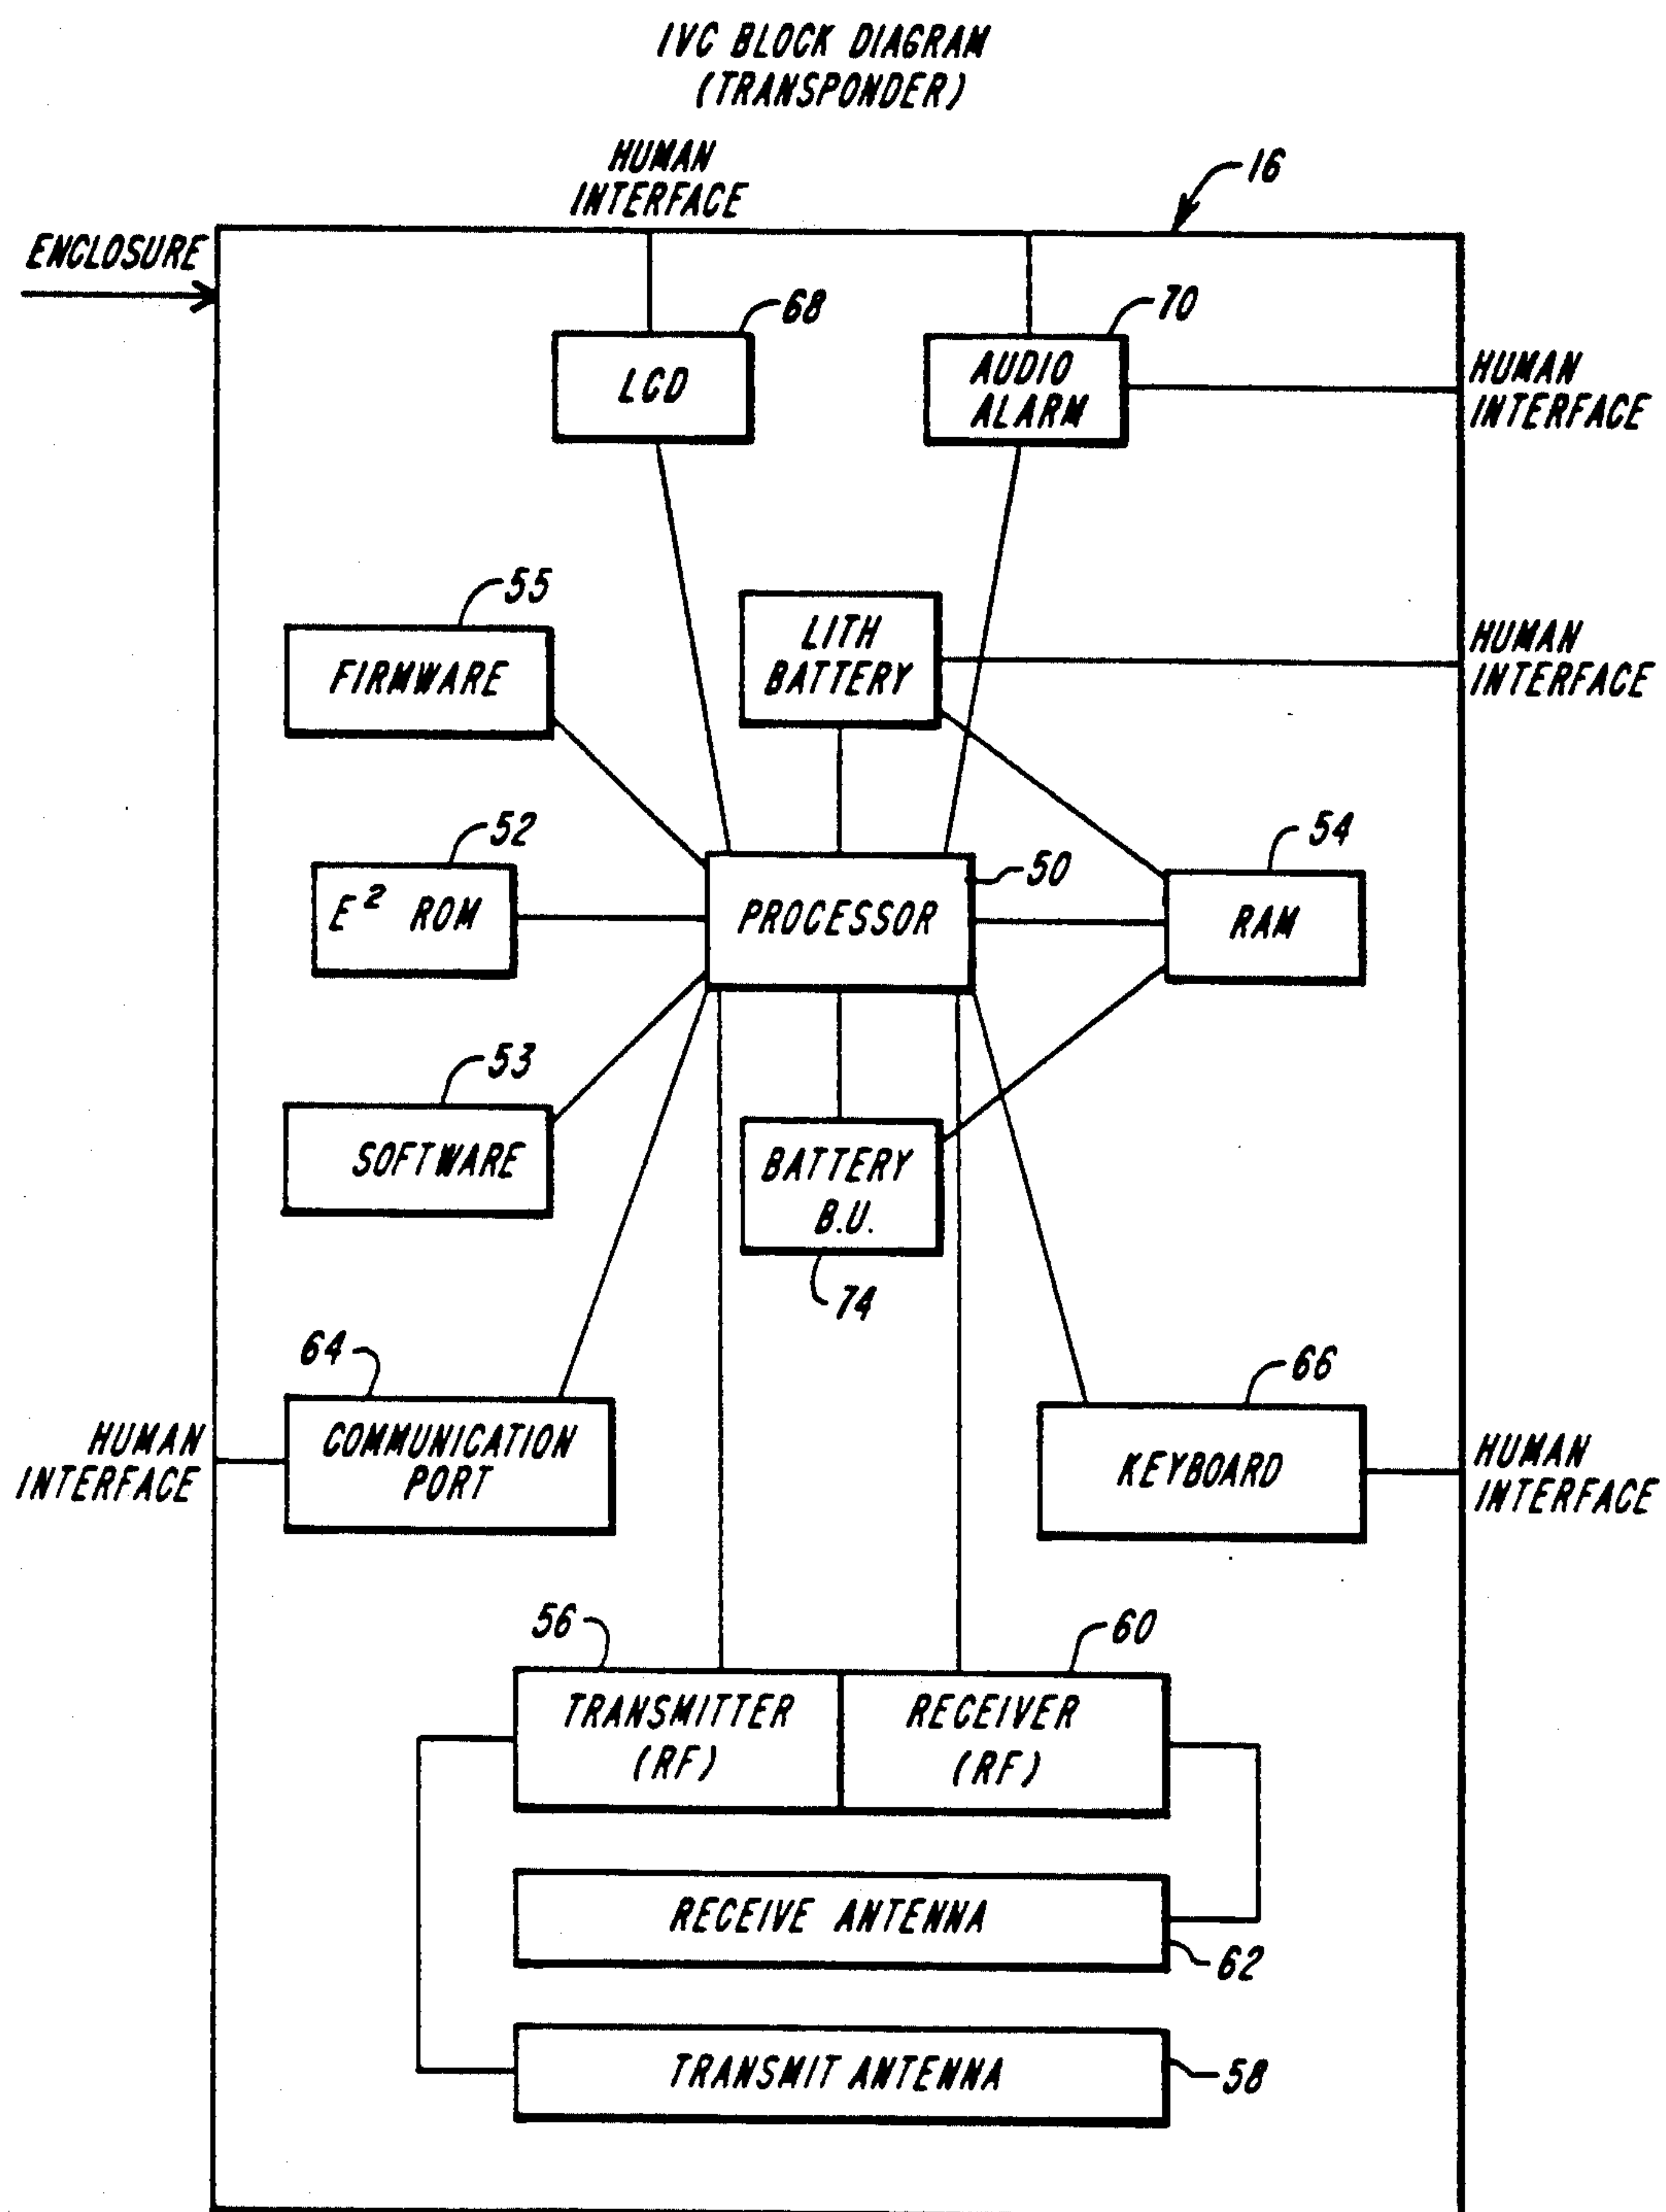 IVC BLOCK DIAGRAM
(TRANSPONDER)
HUMAN
INTERFACE
16
ENCLOSURE
68
70
LCD
AUDIO
ALARM
HUMAN
INTERFACE
55
FIRMWARE
LITH
BATTERY
HUMAN
INTERFACE
52
E² ROM
50
PROCESSOR
54
RAM
53
SOFTWARE
BATTERY
B.U.
74
64
COMMUNICATION
PORT
HUMAN
INTERFACE
66
KEYBOARD
HUMAN
INTERFACE
56
60
TRANSMITTER
(RF)
RECEIVER
(RF)
RECEIVE ANTENNA
62
TRANSMIT ANTENNA
58